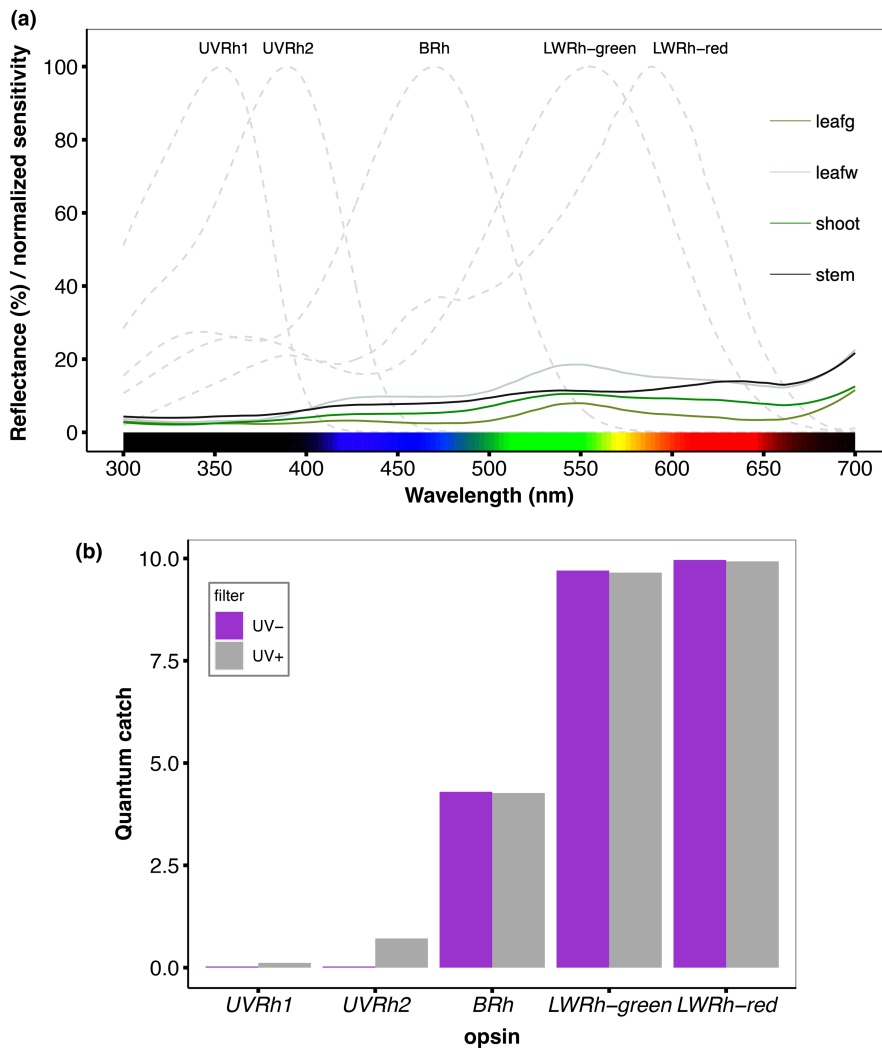 (a)
Reflectance (%) / normalized sensitivity
UVRh1 UVRh2 BRh LWRh−green LWRh−red
100
80
60
40
20
0
leafg
leafw
shoot
stem
300 350 400 450 500 550 600 650 700
Wavelength (nm)
(b)
Quantum catch
10.0
7.5
5.0
2.5
0.0
filter
UV−
UV+
UVRh1 UVRh2 BRh LWRh−green LWRh−red
opsin